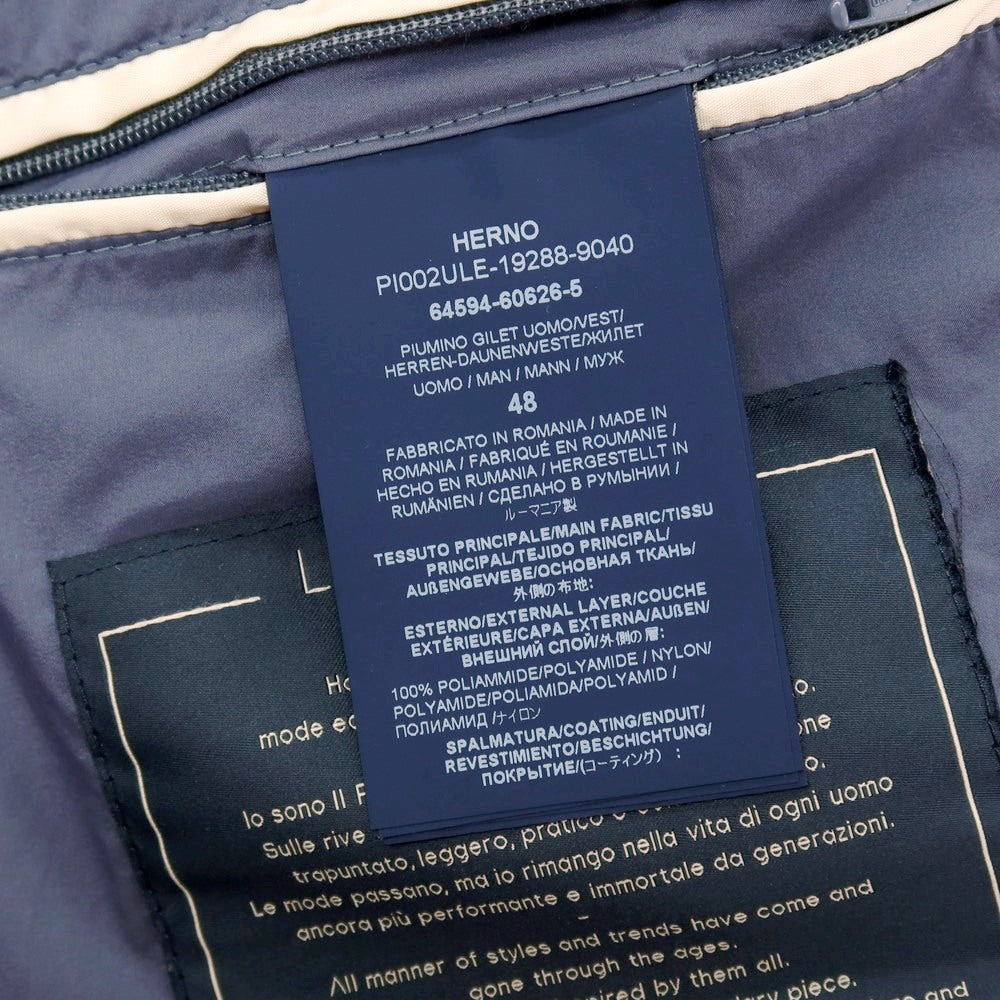 HERNO
PI002ULE-19288-9040
64594-60626-5
PIUMINO GILET UOMO/VEST/
HERREN-DAUNENWESTE/ЖИЛЕТ
UOMO / MAN / MANN / МУЖ
48
FABBRICATO IN ROMANIA / MADE IN
ROMANIA / FABRIQUÉ EN ROUMANIE /
HECHO EN RUMANIA / HERGESTELLT IN
RUMÄNIEN / СДЕЛАНО В РУМЫНИИ /
ルーマニア製
TESSUTO PRINCIPALE/MAIN FABRIC/TISSU
PRINCIPAL/TEJIDO PRINCIPAL/
AUßENGEWEBE/ОСНОВНАЯ ТКАНЬ/
外側の布地:
ESTERNO/EXTERNAL LAYER/COUCHE
EXTÉRIEURE/CAPA EXTERNA/AUßEN/
ВНЕШНИЙ СЛОЙ/外側の層:
100% POLIAMMIDE/POLYAMIDE / NYLON/
POLYAMIDE/POLIAMIDA/POLYAMID /
ПОЛИАМИД /ナイロン
SPALMATURA/COATING/ENDUIT/
REVESTIMIENTO/BESCHICHTUNG/
ПОКРЫТИЕ/(コーティング) :
L
mode
Io sono Il
Sulle rive
trapuntato, leggero, pratico
Le mode passano, ma io rimango nella vita di ogni uomo
ancora più performante e immortale da generazioni.
-
All manner of styles and trends have come and
gone through the ages.
by them all.
piece.
and